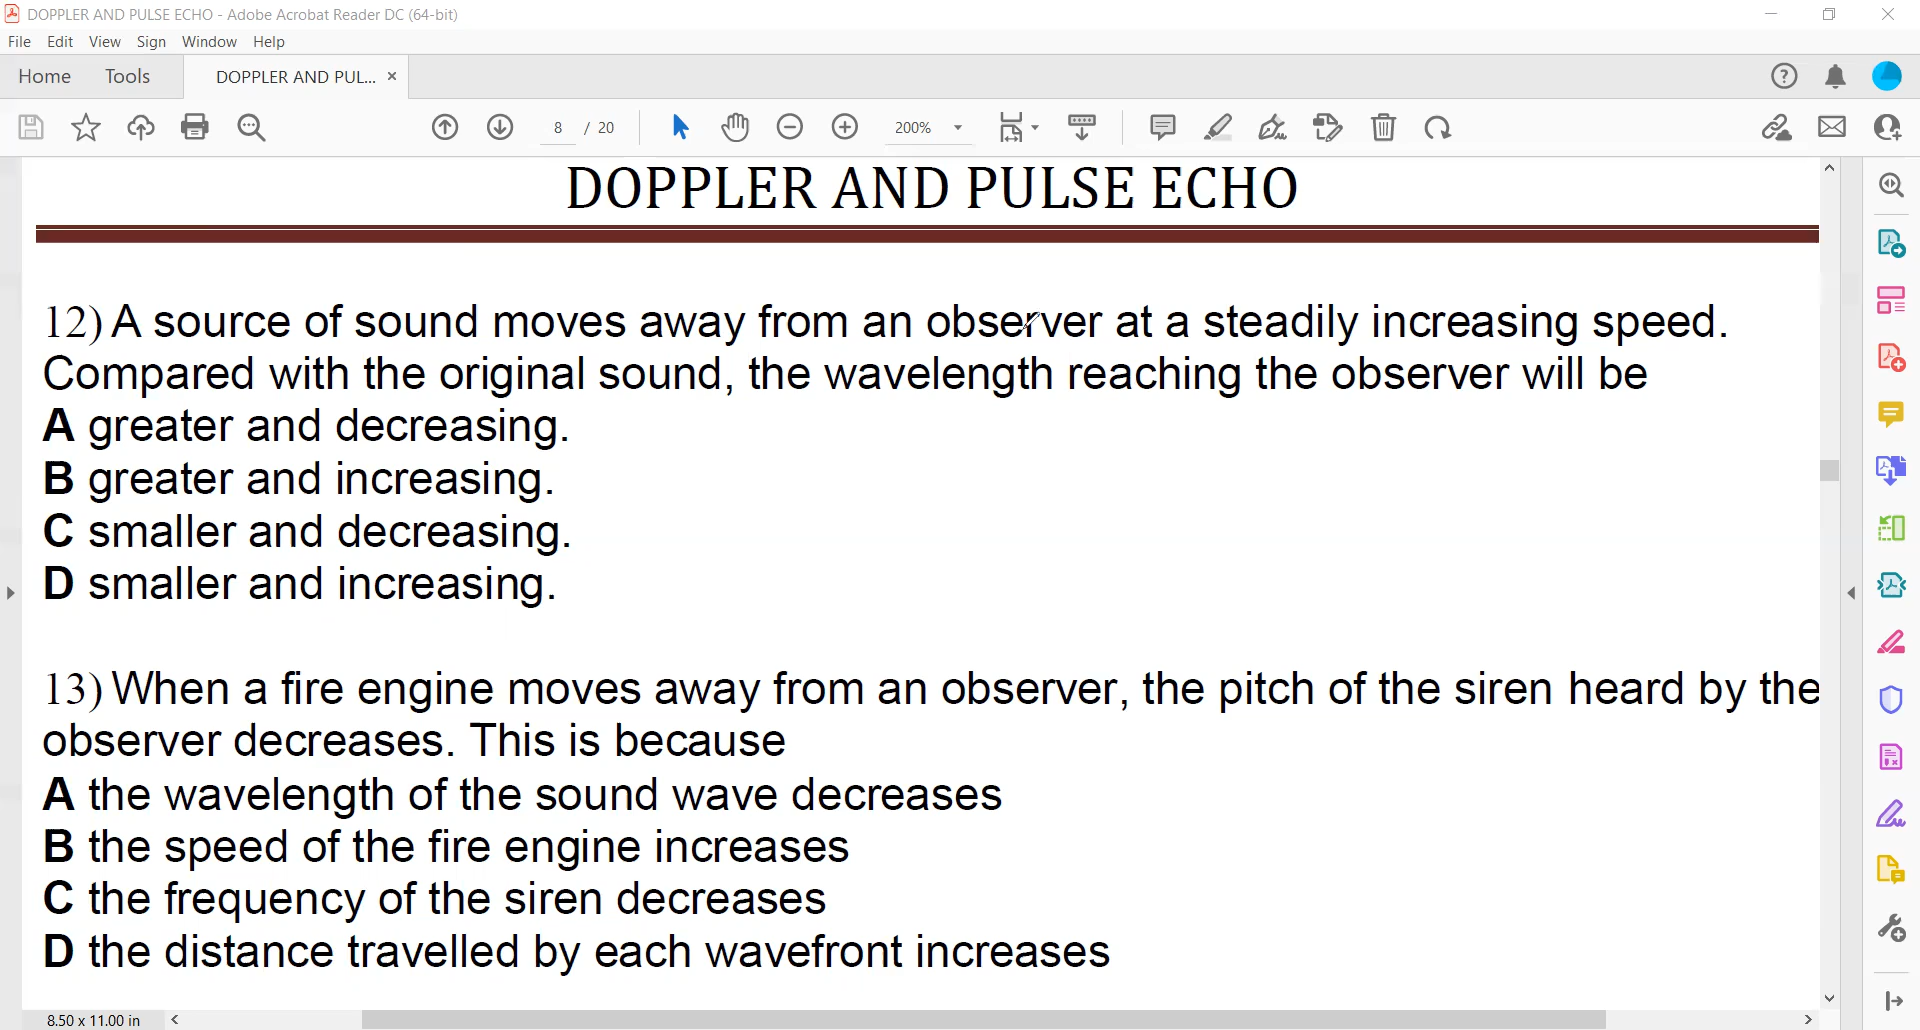 DOPPLER AND PULSE ECHO - Adobe Acrobat Reader DC (64-bit)
File Edit View Sign Window Help
Home Tools DOPPLER AND PUL... ×
8 / 20 200%
DOPPLER AND PULSE ECHO
12) A source of sound moves away from an observer at a steadily increasing speed.
Compared with the original sound, the wavelength reaching the observer will be
A greater and decreasing.
B greater and increasing.
C smaller and decreasing.
D smaller and increasing.
13) When a fire engine moves away from an observer, the pitch of the siren heard by the
observer decreases. This is because
A the wavelength of the sound wave decreases
B the speed of the fire engine increases
C the frequency of the siren decreases
D the distance travelled by each wavefront increases
8.50 x 11.00 in